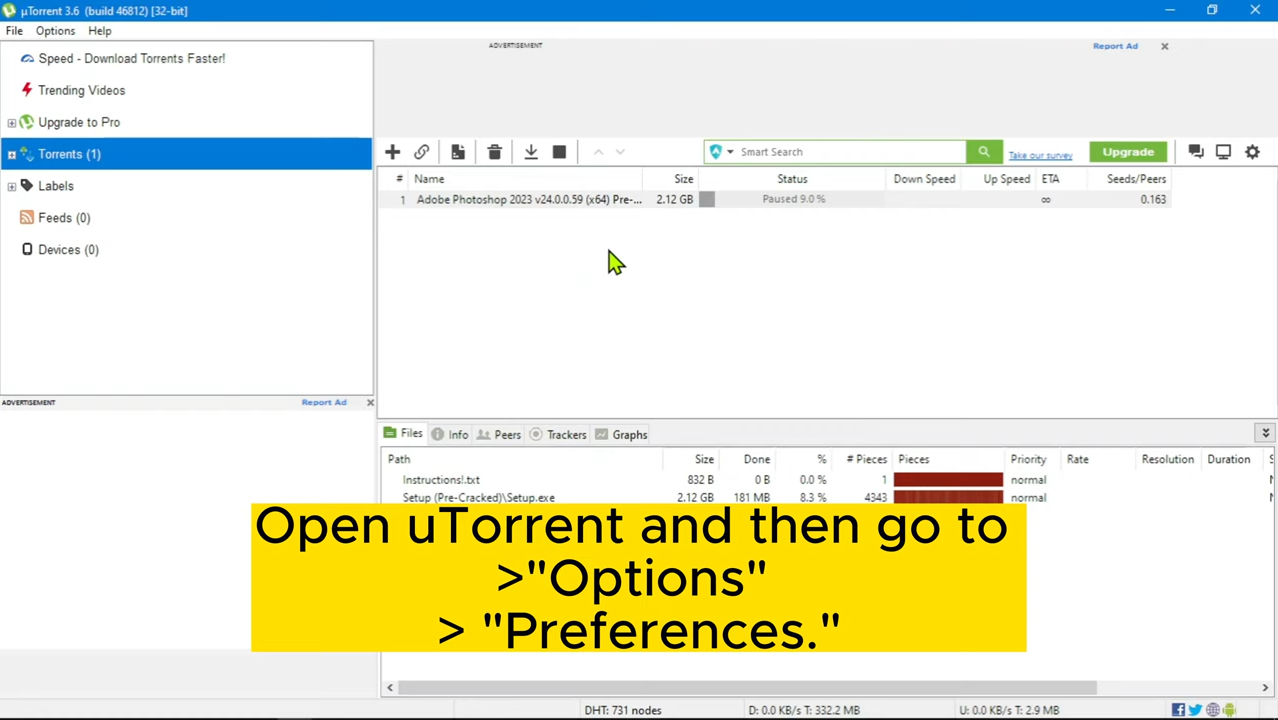 µTorrent 3.6 (build 46812) [32-bit]
File Options Help
Speed - Download Torrents Faster!
Trending Videos
Upgrade to Pro
Torrents (1)
Labels
Feeds (0)
Devices (0)
ADVERTISEMENT Report Ad
ADVERTISEMENT Report Ad
Smart Search Take our survey Upgrade
# Name Size Status Down Speed Up Speed ETA Seeds/Peers
1 Adobe Photoshop 2023 v24.0.0.59 (x64) Pre-... 2.12 GB Paused 9.0 % ∞ 0.163
Files Info Peers Trackers Graphs
Path Size Done % # Pieces Pieces Priority Rate Resolution Duration S
Instructions!.txt 832 B 0 B 0.0 % 1 normal
Setup (Pre-Cracked)\Setup.exe 2.12 GB 181 MB 8.3 % 4343 normal
Open uTorrent and then go to
>"Options"
> "Preferences."
DHT: 731 nodes D: 0.0 KB/s T: 332.2 MB U: 0.0 KB/s T: 2.9 MB